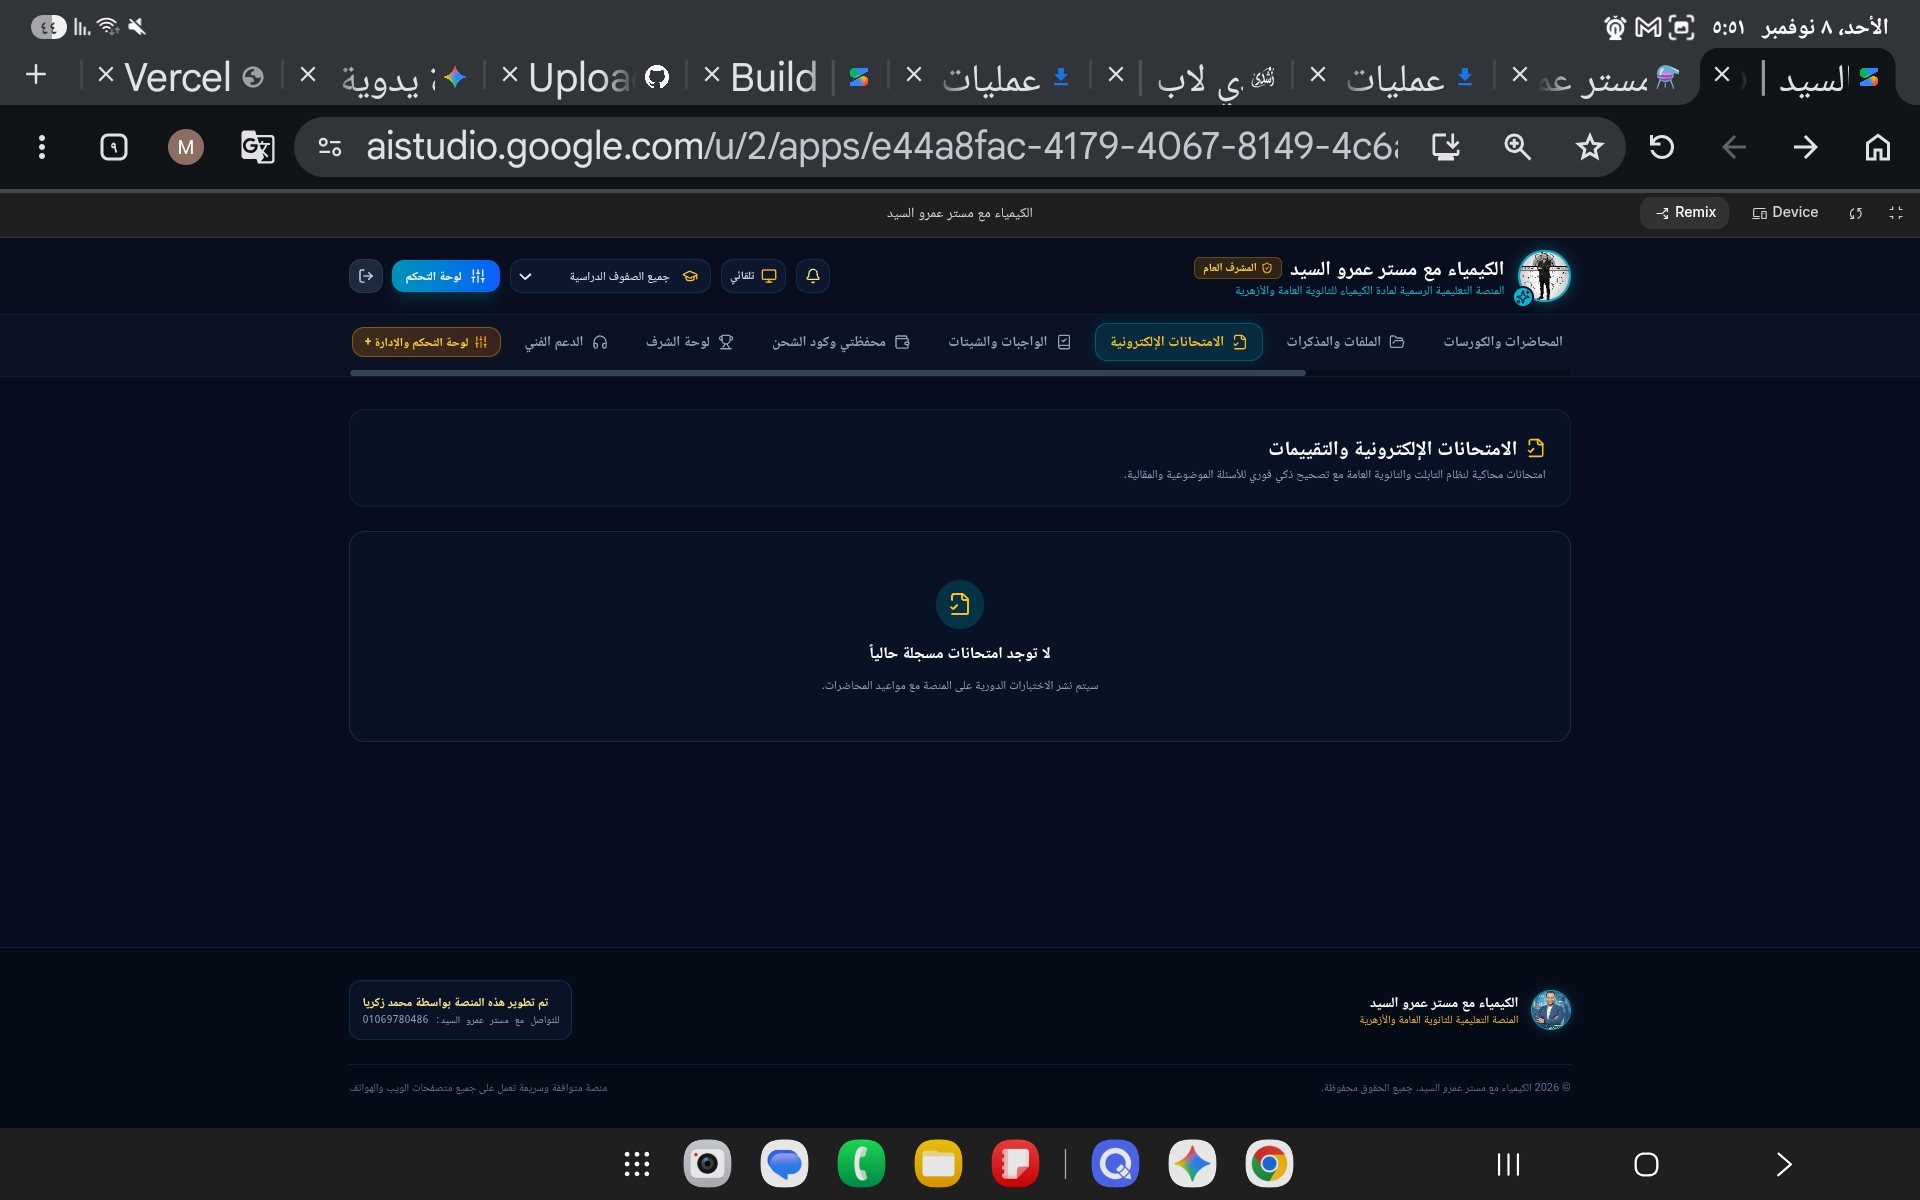 الأحد، ٨ نوفمبر ٥:٥١
٤٤
السيد
مستر عم
عمليات
ي لاب
عمليات
Build
Uploa
يدوية
Vercel
aistudio.google.com/u/2/apps/e44a8fac-4179-4067-8149-4c6
M
٩
الكيمياء مع مستر عمرو السيد
Remix
Device
الكيمياء مع مستر عمرو السيد
المشرف العام
المنصة التعليمية الرسمية لمادة الكيمياء للثانوية العامة والأزهرية
تلقائي
جميع الصفوف الدراسية
لوحة التحكم
المحاضرات والكورسات
الملفات والمذكرات
الامتحانات الإلكترونية
الواجبات والشيتات
محفظتي وكود الشحن
لوحة الشرف
الدعم الفني
لوحة التحكم والإدارة +
الامتحانات الإلكترونية والتقييمات
امتحانات محاكية لنظام التابلت والثانوية العامة مع تصحيح ذكي فوري للأسئلة الموضوعية والمقالية.
لا توجد امتحانات مسجلة حالياً
سيتم نشر الاختبارات الدورية على المنصة مع مواعيد المحاضرات.
الكيمياء مع مستر عمرو السيد
المنصة التعليمية للثانوية العامة والأزهرية
تم تطوير هذه المنصة بواسطة محمد زكريا
للتواصل مع مستر عمرو السيد: 01069780486
© 2026 الكيمياء مع مستر عمرو السيد. جميع الحقوق محفوظة.
منصة متوافقة وسريعة تعمل على جميع متصفحات الويب والهواتف